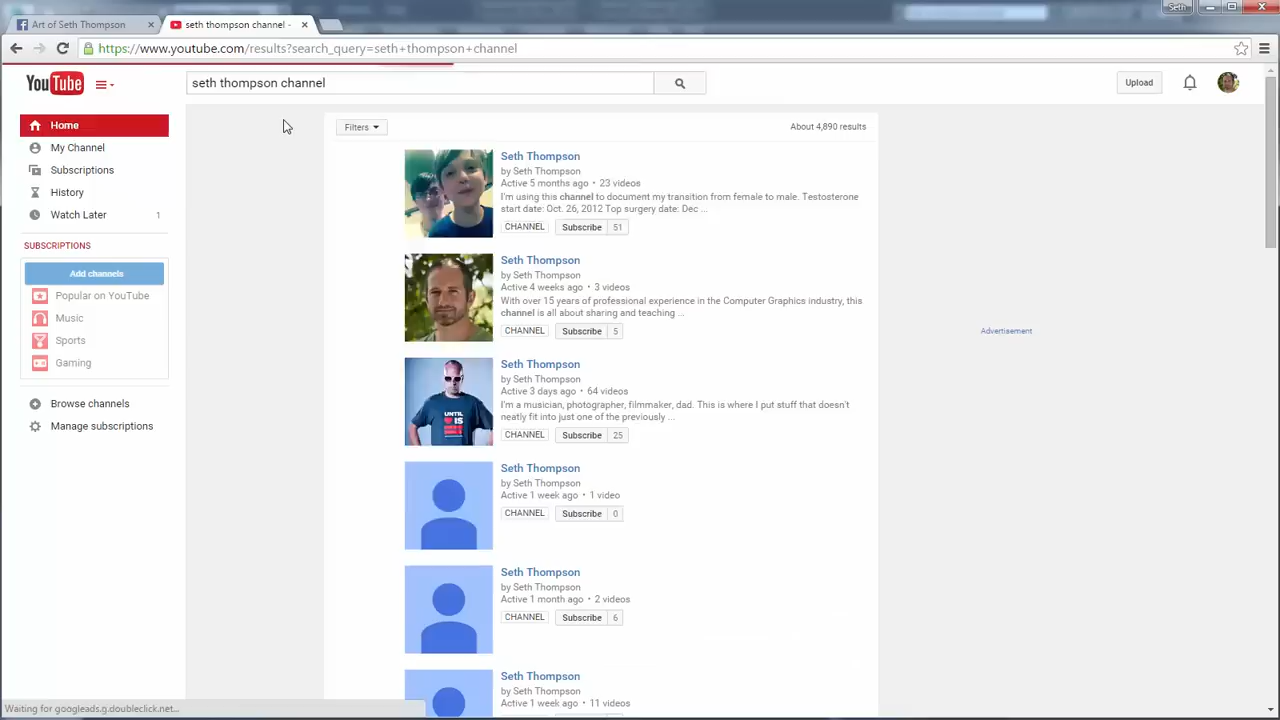 Art of Seth Thompson
seth thompson channel -
Seth
https://www.youtube.com/results?search_query=seth+thompson+channel
YouTube
seth thompson channel
Upload
Home
My Channel
Subscriptions
History
Watch Later 1
SUBSCRIPTIONS
Add channels
Popular on YouTube
Music
Sports
Gaming
Browse channels
Manage subscriptions
Filters
About 4,890 results
Seth Thompson
by Seth Thompson
Active 5 months ago • 23 videos
I'm using this channel to document my transition from female to male. Testosterone
start date: Oct. 26, 2012 Top surgery date: Dec ...
CHANNEL Subscribe 51
Seth Thompson
by Seth Thompson
Active 4 weeks ago • 3 videos
With over 15 years of professional experience in the Computer Graphics industry, this
channel is all about sharing and teaching ...
CHANNEL Subscribe 5
Seth Thompson
by Seth Thompson
Active 3 days ago • 64 videos
I'm a musician, photographer, filmmaker, dad. This is where I put stuff that doesn't
neatly fit into just one of the previously ...
CHANNEL Subscribe 25
Seth Thompson
by Seth Thompson
Active 1 week ago • 1 video
CHANNEL Subscribe 0
Seth Thompson
by Seth Thompson
Active 1 month ago • 2 videos
CHANNEL Subscribe 6
Seth Thompson
by Seth Thompson
Active 1 week ago • 11 videos
Advertisement
Waiting for googleads.g.doubleclick.net...